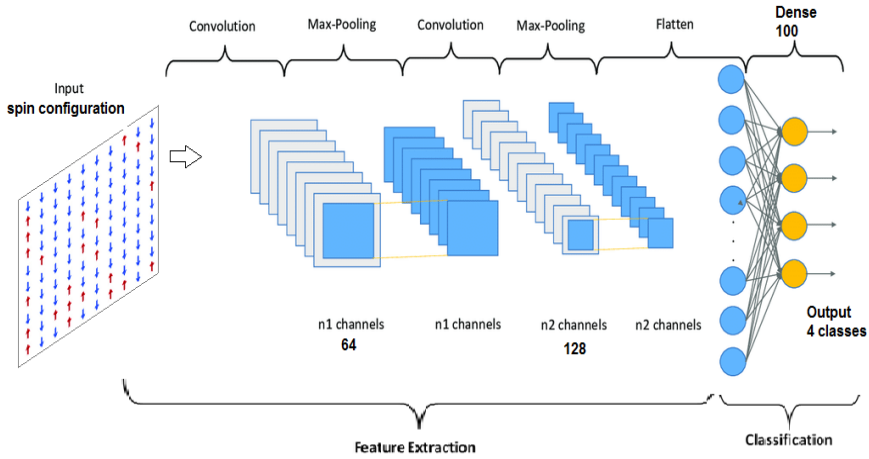 Convolution
Max-Pooling
Convolution
Max-Pooling
Flatten
Dense
100
Input
spin configuration
n1 channels
64
n1 channels
n2 channels
128
n2 channels
Output
4 classes
Feature Extraction
Classification